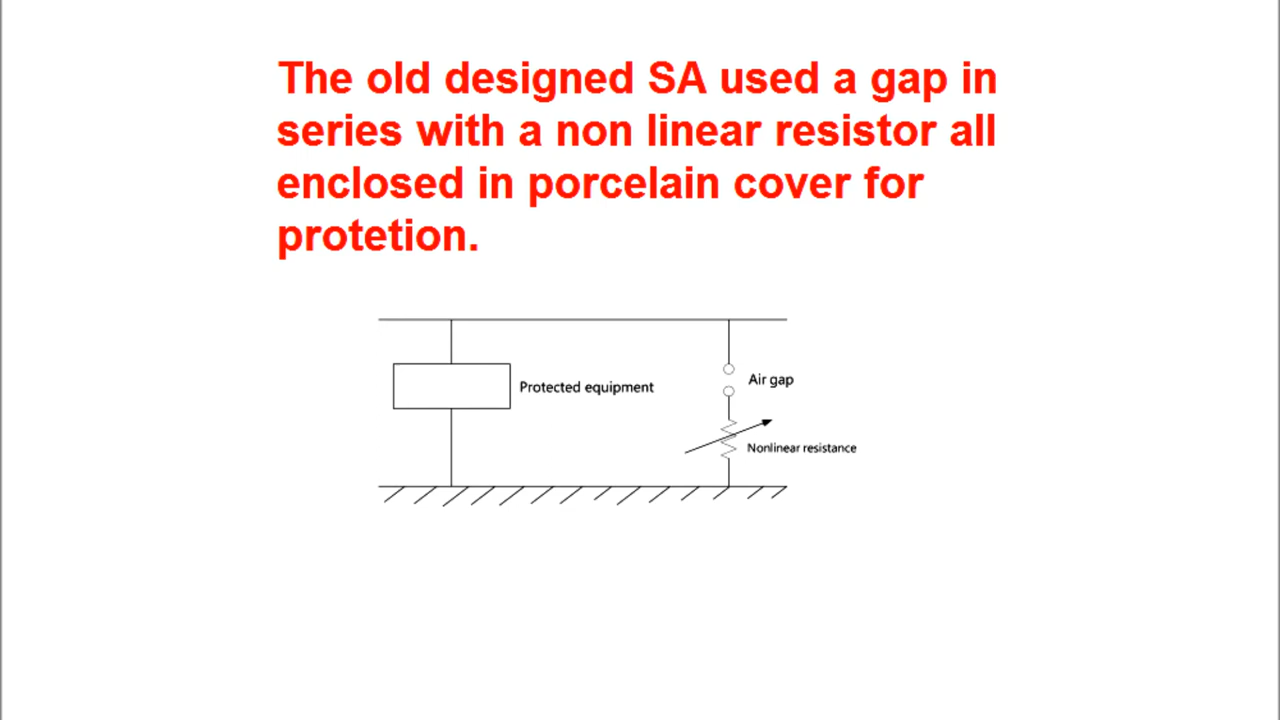 The old designed SA used a gap in
series with a non linear resistor all
enclosed in porcelain cover for
protetion.
Air gap
Protected equipment
Nonlinear resistance